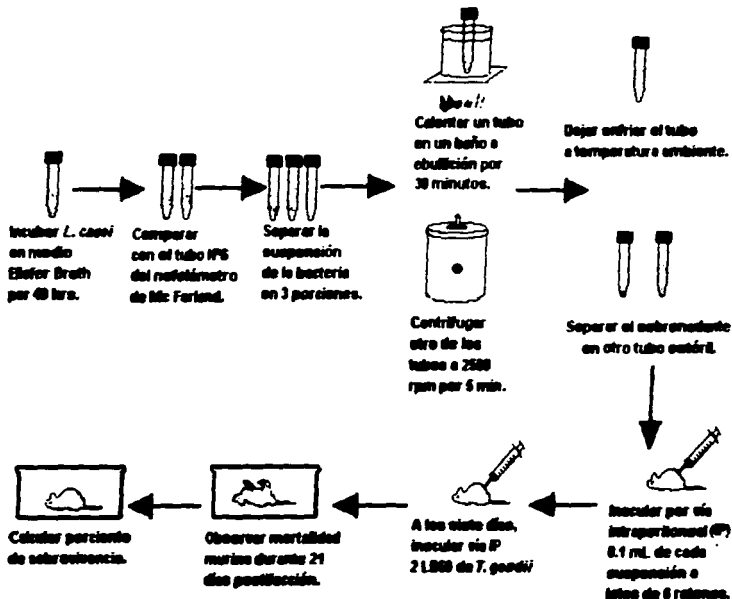 Incubar L. casei
en medio
Elliker Broth
por 48 hrs.
Comparar
con el tubo Nº6
del nefelómetro
de Mc Farland.
Separar la
suspensión
de la bacteria
en 3 porciones.
Calentar un tubo
en un baño a
ebullición por
30 minutos.
Dejar enfriar el tubo
a temperatura ambiente.
Centrifugar
otro de los
tubos a 2500
rpm por 5 min.
Separar el sobrenadante
en otro tubo estéril.
Inocular por vía
intraperitoneal (IP)
0.1 mL de cada
suspensión a
lotes de 6 ratones.
A los siete días,
inocular vía IP
2 LD50 de T. gondii
Observar mortalidad
murina durante 21
días postinfección.
Calcular porciento
de sobrevivencia.